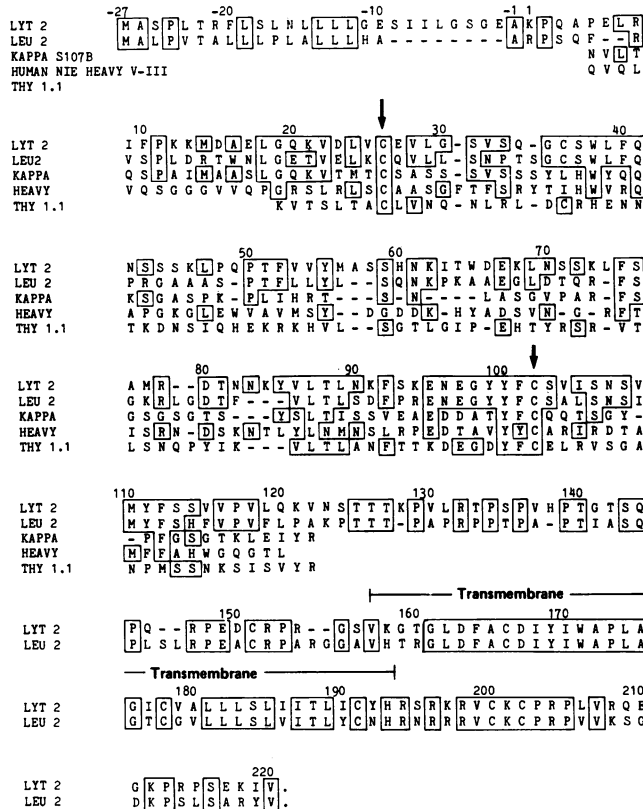 -27 -20 -10 -1 1
LYT 2 M A S P L T R F L S L N L L L L G E S I I L G S G E A K P Q A P E L R
LEU 2 M A L P V T A L L L P L A L L L H A - - - - - - - - - A R P S Q F - - R
KAPPA S107B N V L T
HUMAN NIE HEAVY V-III Q V Q L
THY 1.1
10 20 30 40
LYT 2 I F P K K M D A E L G Q K V D L V C E V L G - S V S Q - G C S W L F Q
LEU2 V S P L D R T W N L G E T V E L K C Q V L L - S N P T S G C S W L F Q
KAPPA Q S P A I M A A S L G Q K V T M T C S A S S - S V S S S Y L H W Y Q
HEAVY V Q S G G G V V Q P G R S L R L S C A A S G F T F S R Y T I H W V R Q
THY 1.1 K V T S L T A C L V N Q - N L R L - D C R H E N N
50 60 70
LYT 2 N S S S K L P Q P T F V V Y M A S S H N K I T W D E K L N S S K L F S
LEU 2 P R G A A A S - P T F L L Y L - - - S Q N K P K A A E G L D T Q R - F S
KAPPA K S G A S P K - P L I H R T - - - S N - - - L A S G V P A R - F S
HEAVY A P G K G L E W V A V M S Y - - D G D D K - H Y A D S V N - G - R F T
THY 1.1 T K D N S I Q H E K R K H V L - - S G T L G I P - E H T Y R S R - V T
80 90 100
LYT 2 A M R - - D T N N K Y V L T L N K F S K E N E G Y Y F C S V I S N S V
LEU 2 G K R L G D T F - - - V L T L S D F P R E N E G Y Y F C S A L S N S I
KAPPA G S G S G T S - - - Y S L T I S S V E A E D D A T Y F C Q Q T S G Y -
HEAVY I S R N - D S K N T L Y L N M N S L R P E D T A V Y Y C A R I R D T A
THY 1.1 L S N Q P Y I K - - - V L T L A N F T T K D E G D Y F C E L R V S G A
110 120 130 140
LYT 2 M Y F S S V V P V L Q K V N S T T T K P V L R T P S P V H P T G T S Q
LEU 2 M Y F S H F V P V F L P A K P T T T - P A P R P P T P A - P T I A S Q
KAPPA - P F G S G T K L E I Y R
HEAVY M F F A H W G Q G T L
THY 1.1 N P M S S N K S I S V Y R
Transmembrane
150 160 170
LYT 2 P Q - - R P E D C R P R - - G S V K G T G L D F A C D I Y I W A P L A
LEU 2 P L S L R P E A C R P A R G G A V H T R G L D F A C D I Y I W A P L A
Transmembrane
180 190 200 210
LYT 2 G I C V A L L L S L I I T L I C Y H R S R K R V C K C P R P L V R Q E
LEU 2 G T C G V L L L S L V I T L Y C N H R N R R R V C K C P R P V V K S G
220
LYT 2 G K P R P S E K I V .
LEU 2 D K P S L S A R Y V .